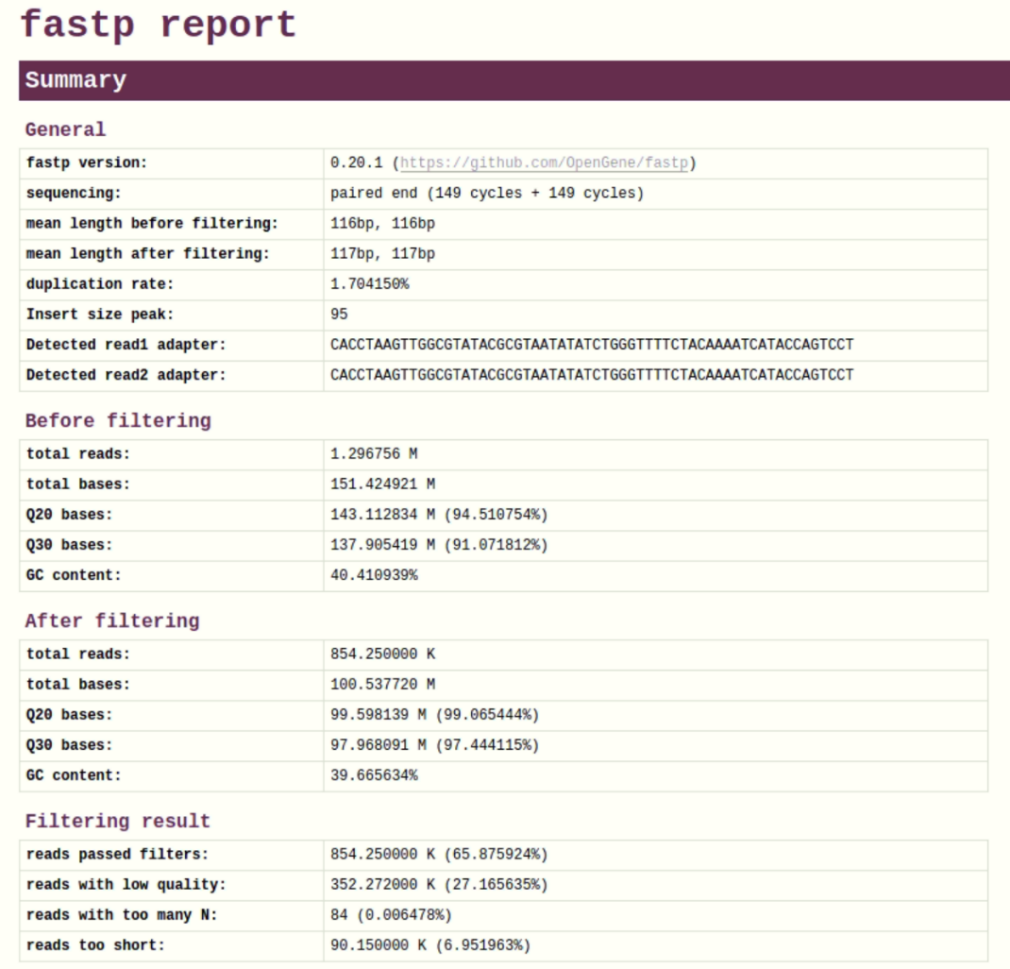 fastp report
Summary
General
fastp version: 0.20.1 (https://github.com/OpenGene/fastp)
sequencing: paired end (149 cycles + 149 cycles)
mean length before filtering: 116bp, 116bp
mean length after filtering: 117bp, 117bp
duplication rate: 1.704150%
Insert size peak: 95
Detected read1 adapter: CACCTAAGTTGGCGTATACGCGTAATATATCTGGGTTTTCTACAAAATCATACCAGTCCT
Detected read2 adapter: CACCTAAGTTGGCGTATACGCGTAATATATCTGGGTTTTCTACAAAATCATACCAGTCCT
Before filtering
total reads: 1.296756 M
total bases: 151.424921 M
Q20 bases: 143.112834 M (94.510754%)
Q30 bases: 137.905419 M (91.071812%)
GC content: 40.410939%
After filtering
total reads: 854.250000 K
total bases: 100.537720 M
Q20 bases: 99.598139 M (99.065444%)
Q30 bases: 97.968091 M (97.444115%)
GC content: 39.665634%
Filtering result
reads passed filters: 854.250000 K (65.875924%)
reads with low quality: 352.272000 K (27.165635%)
reads with too many N: 84 (0.006478%)
reads too short: 90.150000 K (6.951963%)